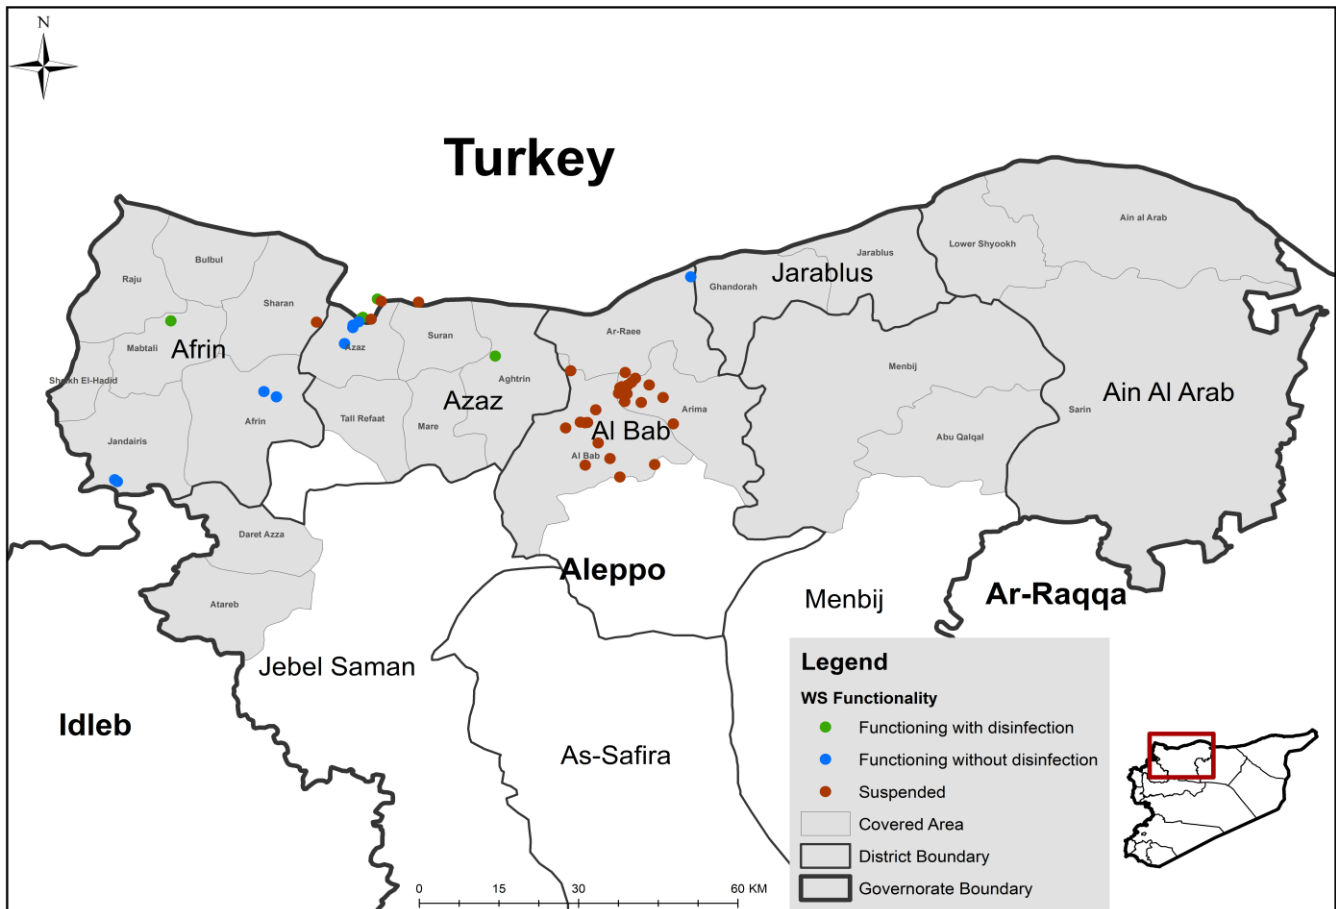 N
Turkey
Ain al Arab
Lower Shyookh
Jarablus
Bulbul
Raju
Jarablus
Ghandorah
Sharan
Ar-Raee
Suran
Azaz
Mabtali
Afrin
Menbij
Sheikh El-Hadid
Aghtrin
Ain Al Arab
Azaz
Arima
Sarin
Tall Refaat
Mare
Afrin
Al Bab
Jandairis
Abu Qalqal
Al Bab
Daret Azza
Aleppo
Ar-Raqqa
Menbij
Atareb
Jebel Saman
Idleb
As-Safira
Legend
WS Functionality
Functioning with disinfection
Functioning without disinfection
Suspended
Covered Area
District Boundary
Governorate Boundary
0 15 30 60 KM